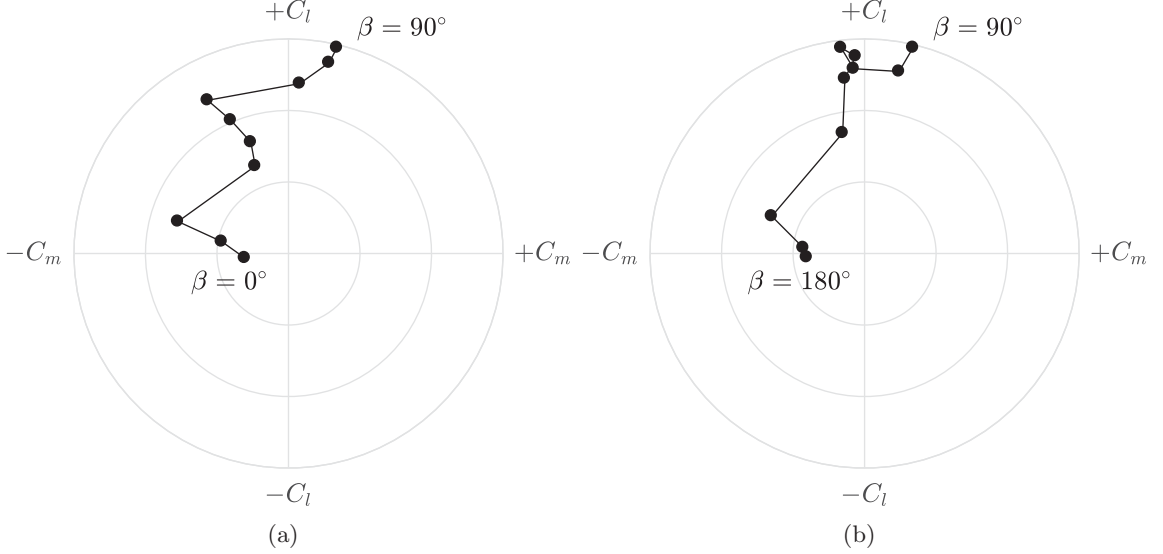 +C_l
β = 90°
−C_m
+C_m
β = 0°
−C_l
(a)
+C_l
β = 90°
−C_m
+C_m
β = 180°
−C_l
(b)